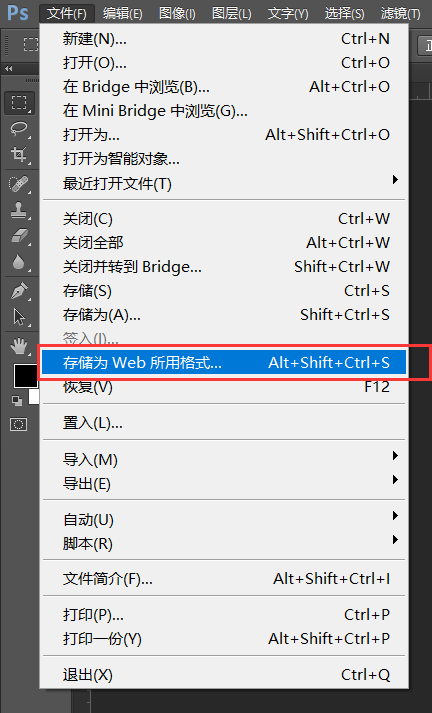 Ps 文件(F) 编辑(E) 图像(I) 图层(L) 文字(Y) 选择(S) 滤镜(T)
新建(N)... Ctrl+N
打开(O)... Ctrl+O
在 Bridge 中浏览(B)... Alt+Ctrl+O
在 Mini Bridge 中浏览(G)...
打开为... Alt+Shift+Ctrl+O
打开为智能对象...
最近打开文件(T)
关闭(C) Ctrl+W
关闭全部 Alt+Ctrl+W
关闭并转到 Bridge... Shift+Ctrl+W
存储(S) Ctrl+S
存储为(A)... Shift+Ctrl+S
签入(I)...
存储为 Web 所用格式... Alt+Shift+Ctrl+S
恢复(V) F12
置入(L)...
导入(M)
导出(E)
自动(U)
脚本(R)
文件简介(F)... Alt+Shift+Ctrl+I
打印(P)... Ctrl+P
打印一份(Y) Alt+Shift+Ctrl+P
退出(X) Ctrl+Q